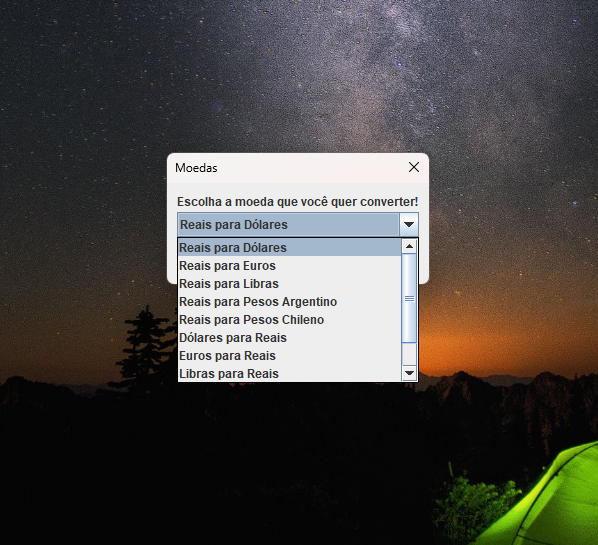 Moedas
Escolha a moeda que você quer converter!
Reais para Dólares
Reais para Dólares
Reais para Euros
Reais para Libras
Reais para Pesos Argentino
Reais para Pesos Chileno
Dólares para Reais
Euros para Reais
Libras para Reais